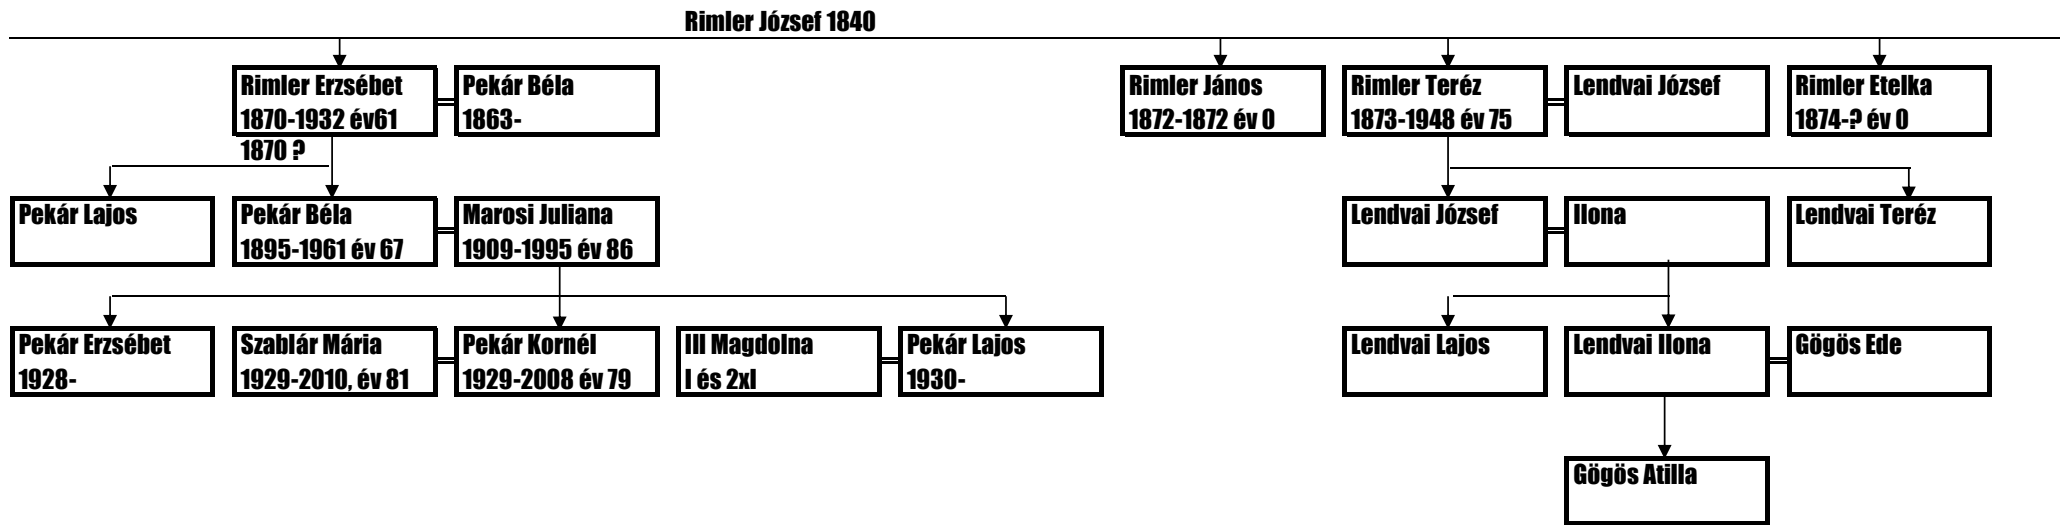 Rimler József 1840
Rimler Erzsébet
1870-1932 év61
1870 ?
Pekár Béla
1863-
Rimler János
1872-1872 év 0
Rimler Teréz
1873-1948 év 75
Lendvai József
Rimler Etelka
1874-? év 0
Pekár Lajos
Pekár Béla
1895-1961 év 67
Marosi Juliana
1909-1995 év 86
Lendvai József
Ilona
Lendvai Teréz
Pekár Erzsébet
1928-
Szablár Mária
1929-2010, év 81
Pekár Kornél
1929-2008 év 79
Ill Magdolna
I és 2xI
Pekár Lajos
1930-
Lendvai Lajos
Lendvai Ilona
Gögös Ede
Gögös Atilla